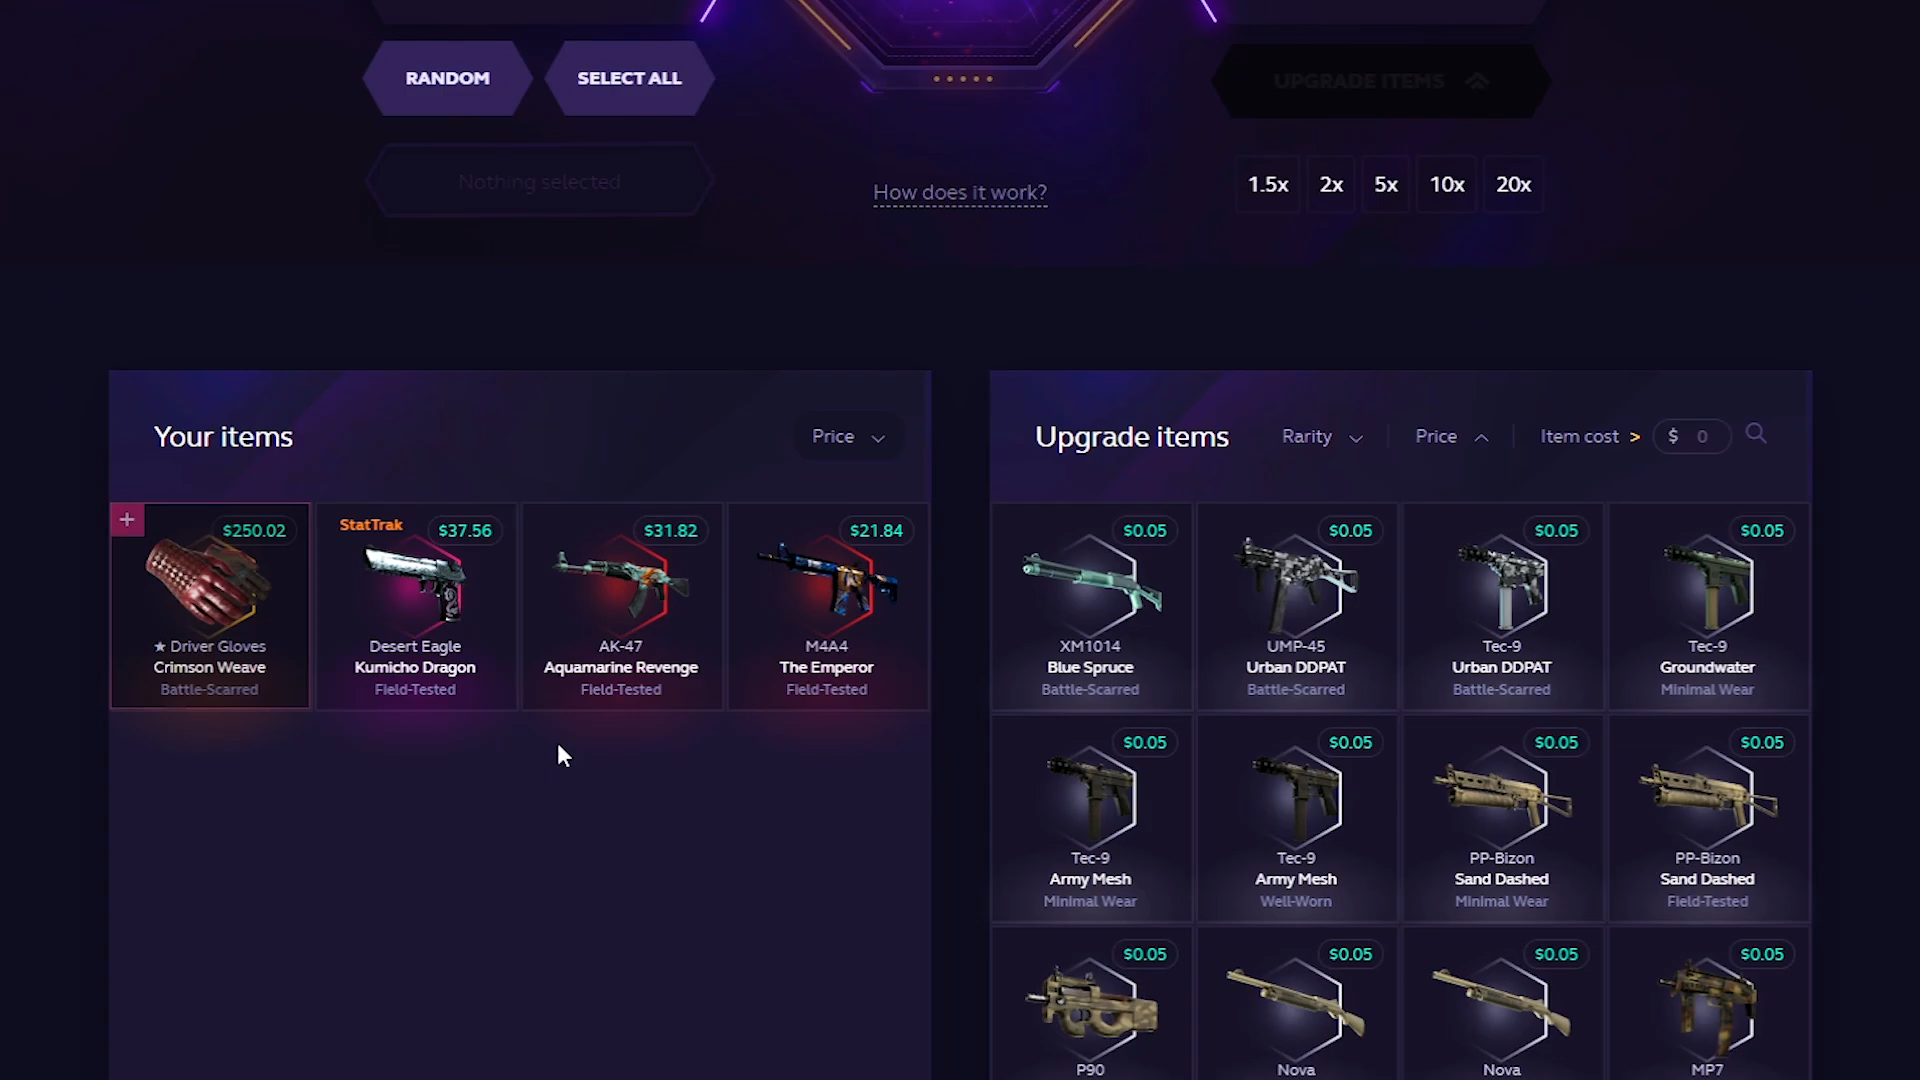 RANDOM
SELECT ALL
UPGRADE ITEMS
Nothing selected
How does it work?
1.5x
2x
5x
10x
20x
Your items
Price
Upgrade items
Rarity
Price
Item cost >
$ 0
+
$250.02
★ Driver Gloves
Crimson Weave
Battle-Scarred
StatTrak
$37.56
Desert Eagle
Kumicho Dragon
Field-Tested
$31.82
AK-47
Aquamarine Revenge
Field-Tested
$21.84
M4A4
The Emperor
Field-Tested
$0.05
XM1014
Blue Spruce
Battle-Scarred
$0.05
UMP-45
Urban DDPAT
Battle-Scarred
$0.05
Tec-9
Urban DDPAT
Battle-Scarred
$0.05
Tec-9
Groundwater
Minimal Wear
$0.05
Tec-9
Army Mesh
Minimal Wear
$0.05
Tec-9
Army Mesh
Well-Worn
$0.05
PP-Bizon
Sand Dashed
Minimal Wear
$0.05
PP-Bizon
Sand Dashed
Field-Tested
$0.05
P90
$0.05
Nova
$0.05
Nova
$0.05
MP7